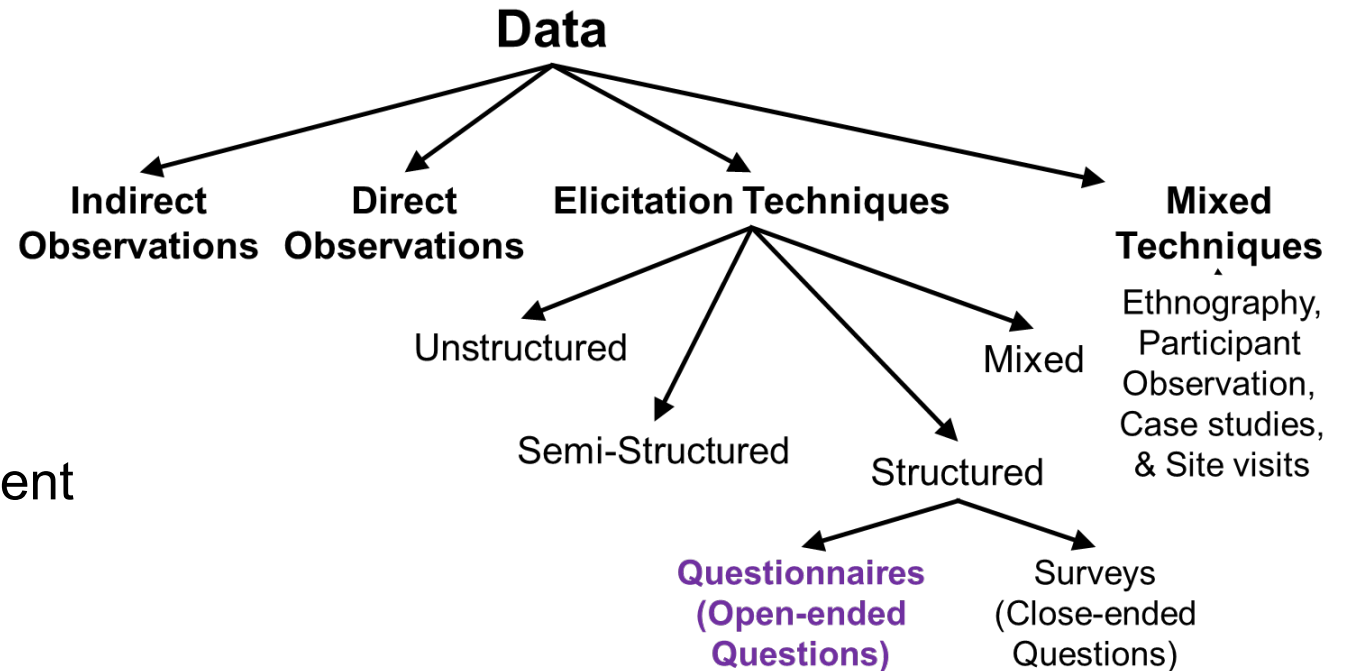 Data
Indirect
Observations
Direct
Observations
Elicitation Techniques
Mixed
Techniques
Ethnography,
Participant
Observation,
Case studies,
& Site visits
Unstructured
Mixed
Semi-Structured
Structured
ent
Questionnaires
(Open-ended
Questions)
Surveys
(Close-ended
Questions)